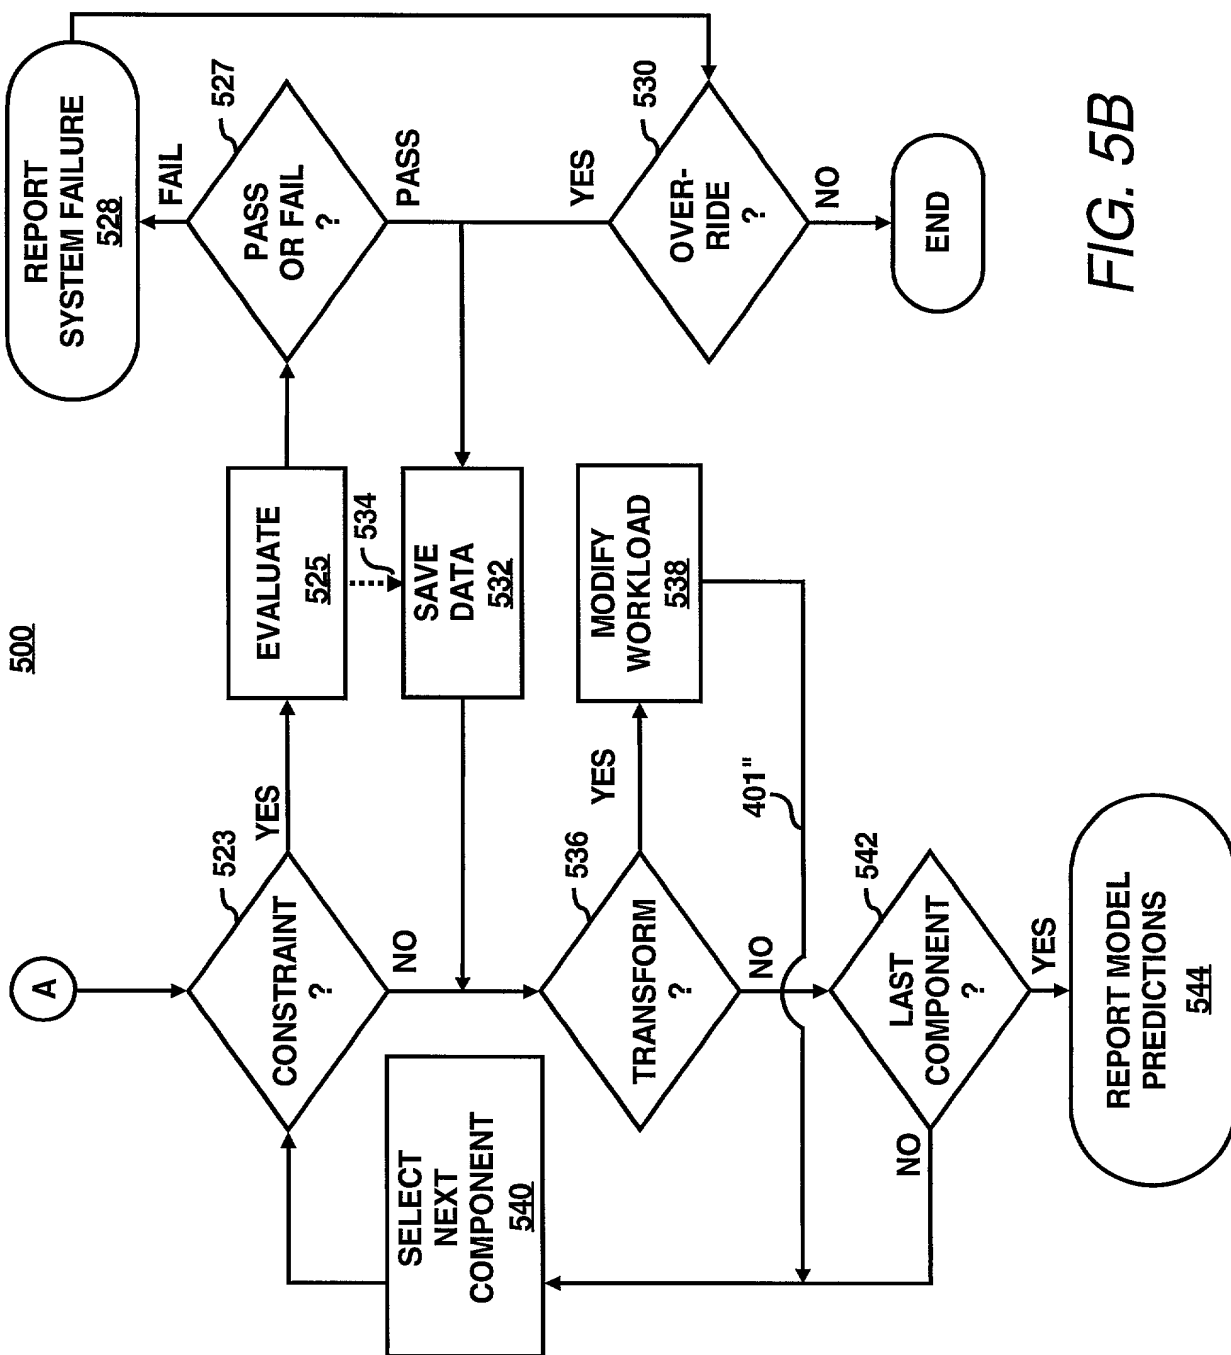 500
A
CONSTRAINT
?
523
YES
NO
EVALUATE
525
534
PASS
OR FAIL
?
527
FAIL
PASS
REPORT
SYSTEM FAILURE
528
SELECT
NEXT
COMPONENT
540
SAVE
DATA
532
TRANSFORM
?
536
YES
NO
MODIFY
WORKLOAD
538
401"
OVER-
RIDE
?
530
YES
NO
END
LAST
COMPONENT
?
542
NO
YES
REPORT MODEL
PREDICTIONS
544
FIG. 5B